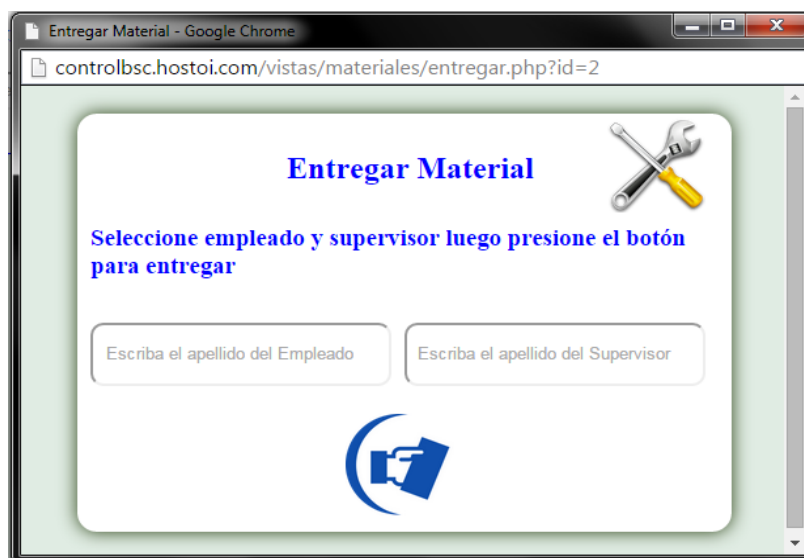 Entregar Material - Google Chrome
controlbsc.hostoi.com/vistas/materiales/entregar.php?id=2
Entregar Material
Seleccione empleado y supervisor luego presione el botón
para entregar
Escriba el apellido del Empleado
Escriba el apellido del Supervisor